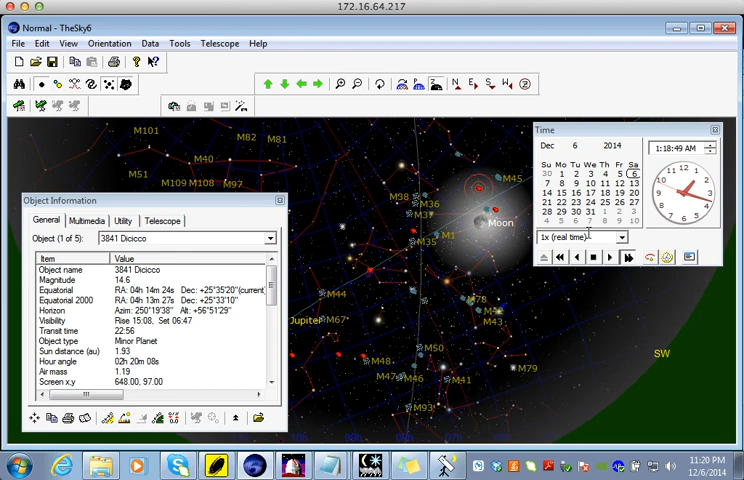 172.16.64.217
Normal - TheSky6
File Edit View Orientation Data Tools Telescope Help
Z N E S W Z
M101
M82 M81
M40
M51
M109 M108 M97
M45
M38
M36
M37
Moon
M1
M35
M44
M78
M43
Jupiter
M67
M50
M48
M79
M47 M46
M41
M93
SW
Time
Dec 6 2014
1:18:49 AM
Su Mo Tu We Th Fr Sa
30 1 2 3 4 5 6
7 8 9 10 11 12 13
14 15 16 17 18 19 20
21 22 23 24 25 26 27
28 29 30 31 1 2 3
4 5 6 7 8 9 10
1x (real time)
Object Information
General Multimedia Utility Telescope
Object (1 of 5): 3841 Dicicco
Item Value
Object name 3841 Dicicco
Magnitude 14.6
Equatorial RA: 04h 14m 24s Dec: +25°35'20"(current)
Equatorial 2000 RA: 04h 13m 27s Dec: +25°33'10"
Horizon Azim: 250°19'38" Alt: +56°51'29"
Visibility Rise 15:08, Set 06:47
Transit time 22:56
Object type Minor Planet
Sun distance (au) 1.93
Hour angle 02h 20m 08s
Air mass 1.19
Screen x,y 648.00, 97.00
11:20 PM
12/6/2014